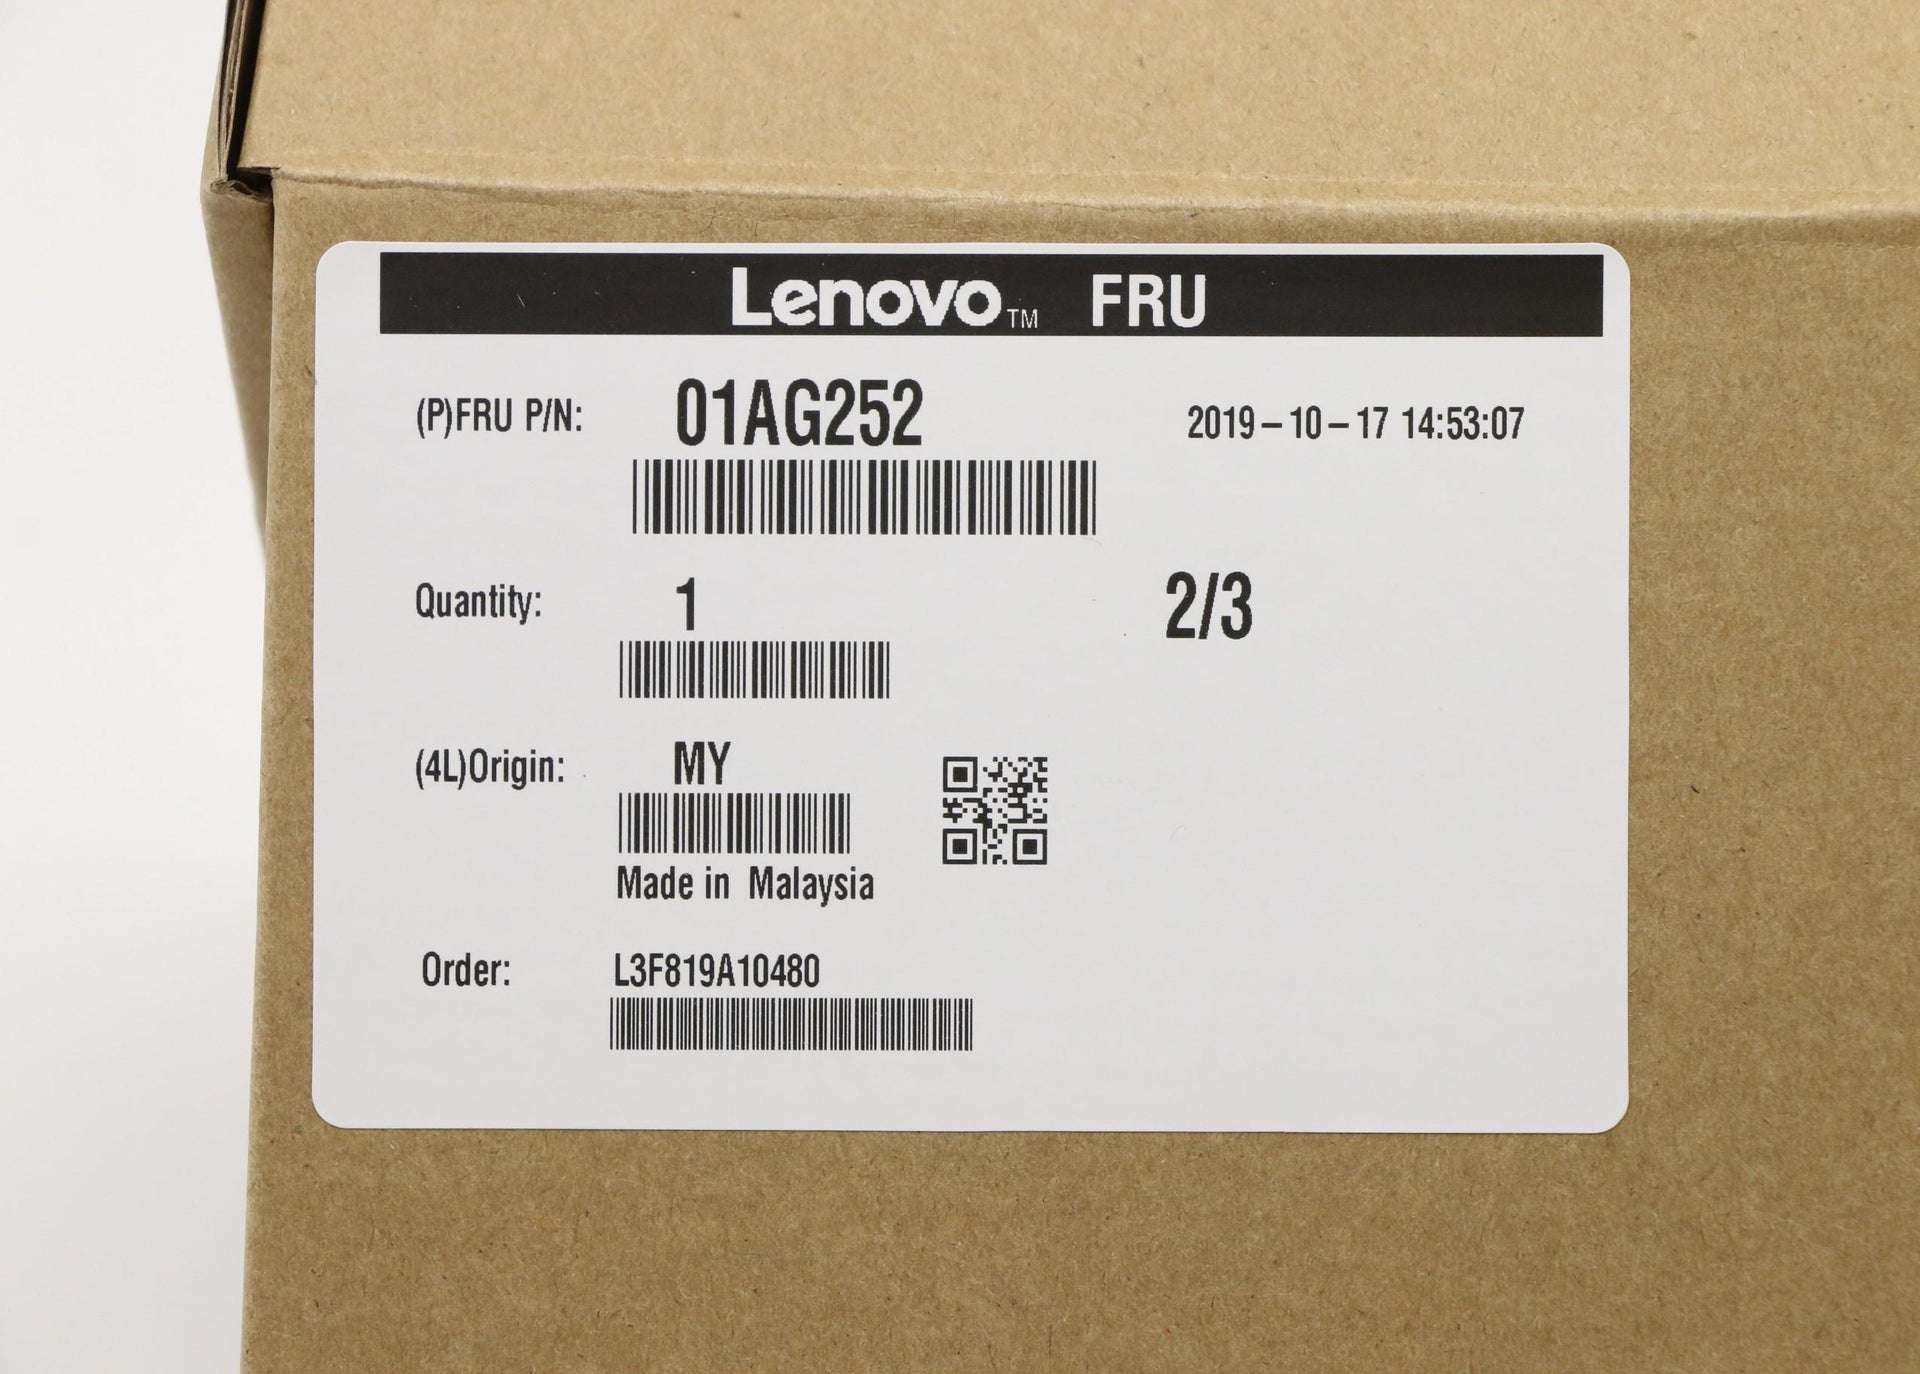 Lenovo™ FRU
(P)FRU P/N: 01AG252 2019-10-17 14:53:07
Quantity: 1 2/3
(4L)Origin: MY
Made in Malaysia
Order: L3F819A10480